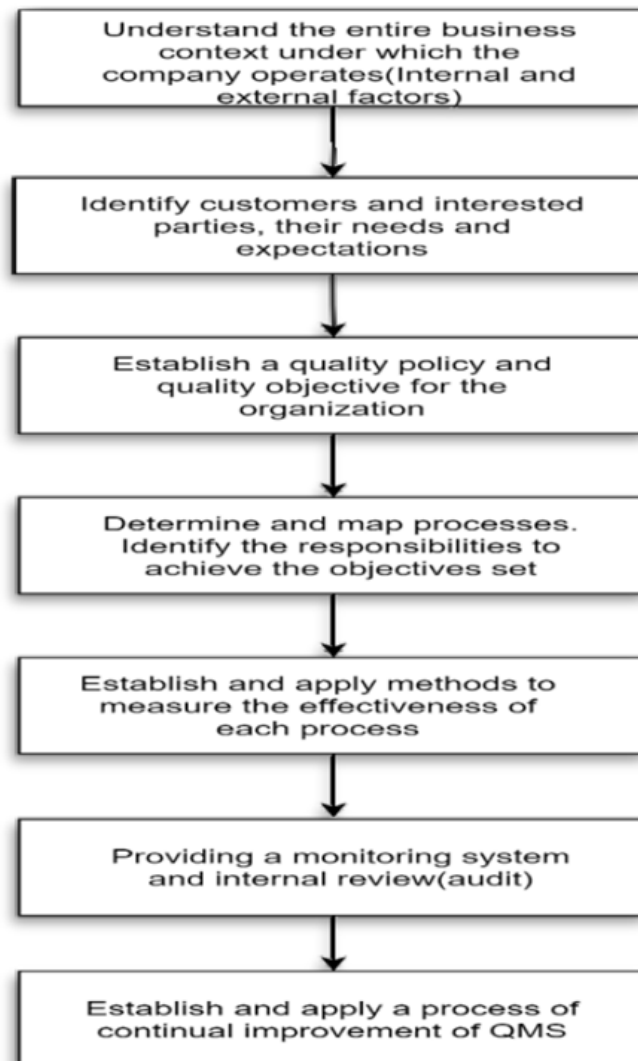 Understand the entire business
context under which the
company operates(Internal and
external factors)
Identify customers and interested
parties, their needs and
expectations
Establish a quality policy and
quality objective for the
organization
Determine and map processes.
Identify the responsibilities to
achieve the objectives set
Establish and apply methods to
measure the effectiveness of
each process
Providing a monitoring system
and internal review(audit)
Establish and apply a process of
continual improvement of QMS